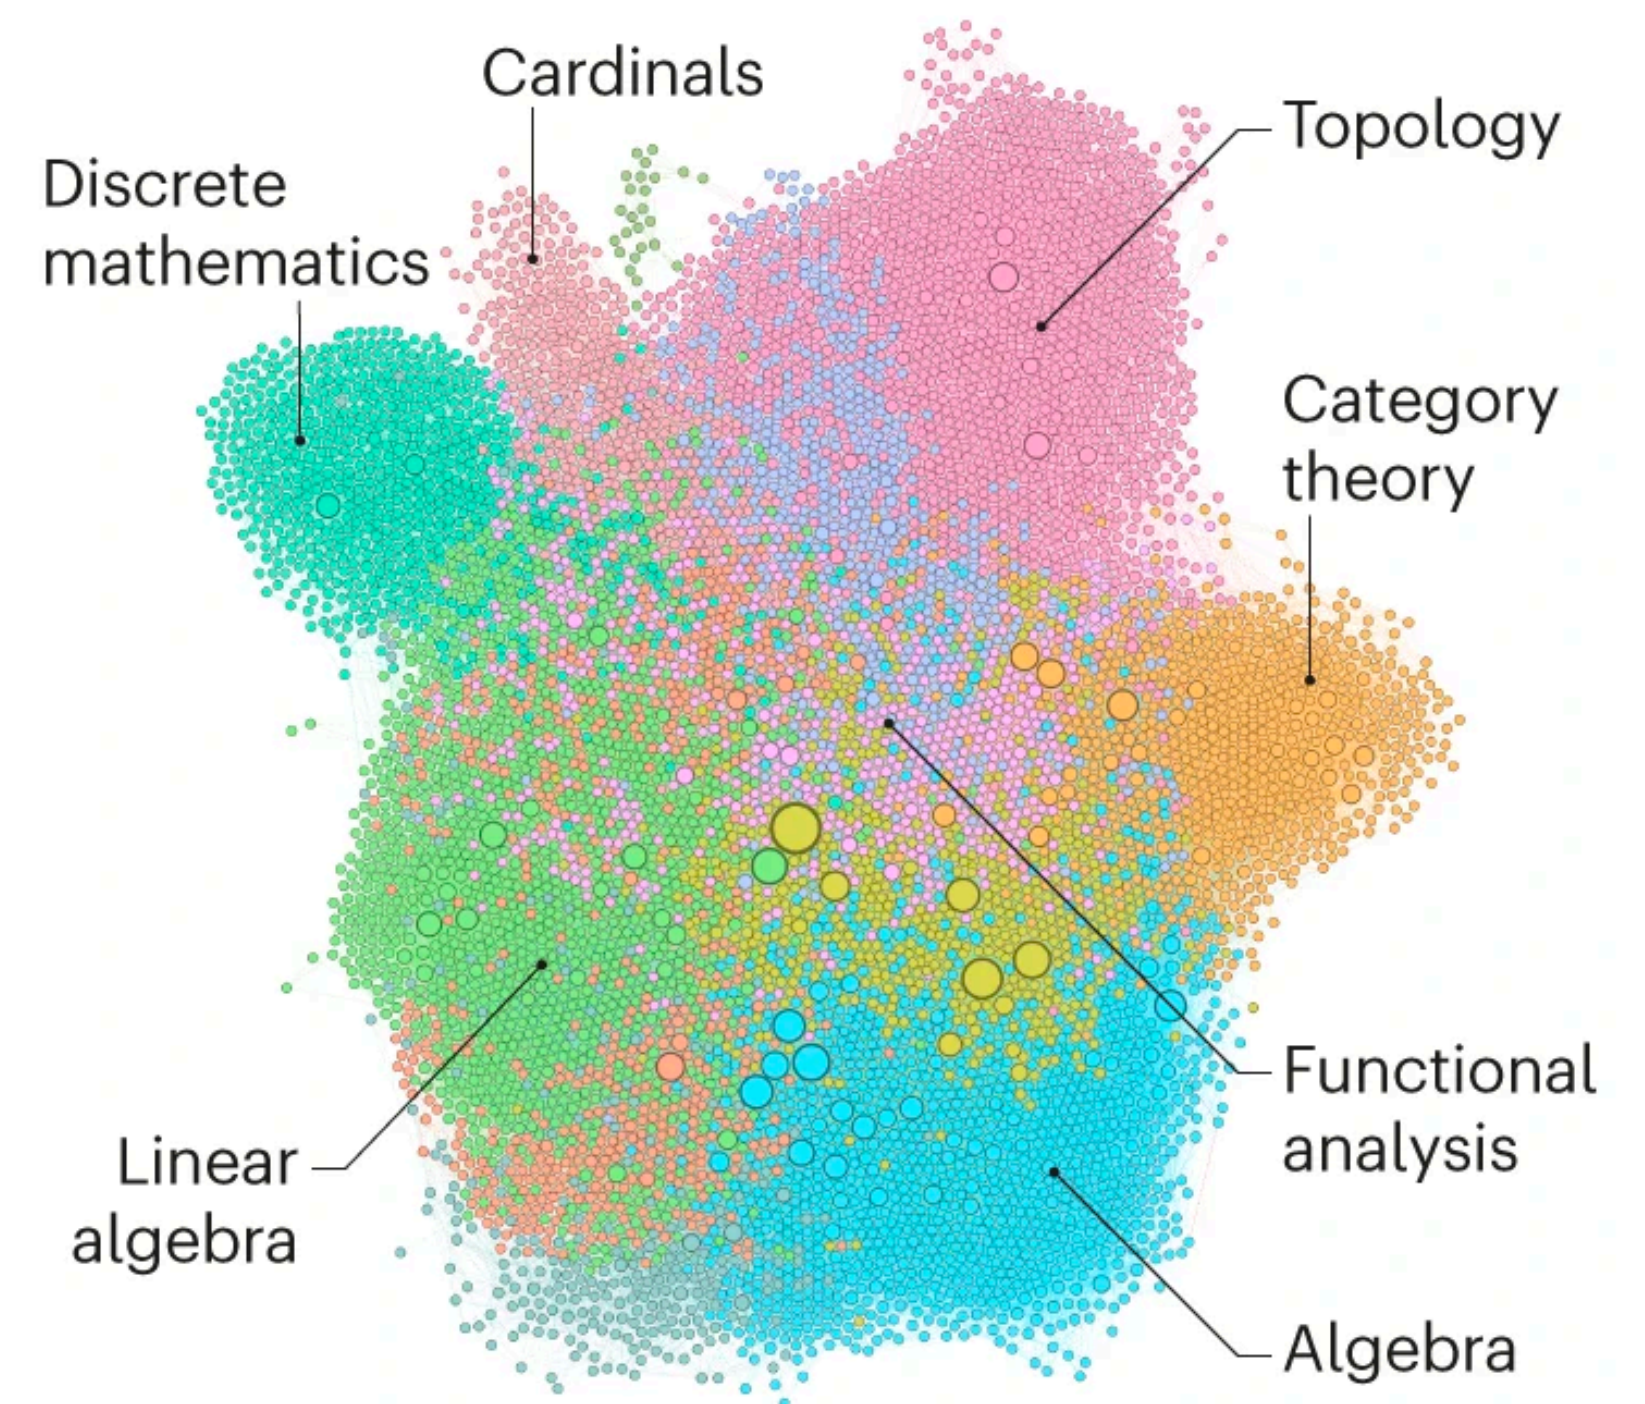 Cardinals
Topology
Discrete
mathematics
Category
theory
Functional
analysis
Linear
algebra
Algebra